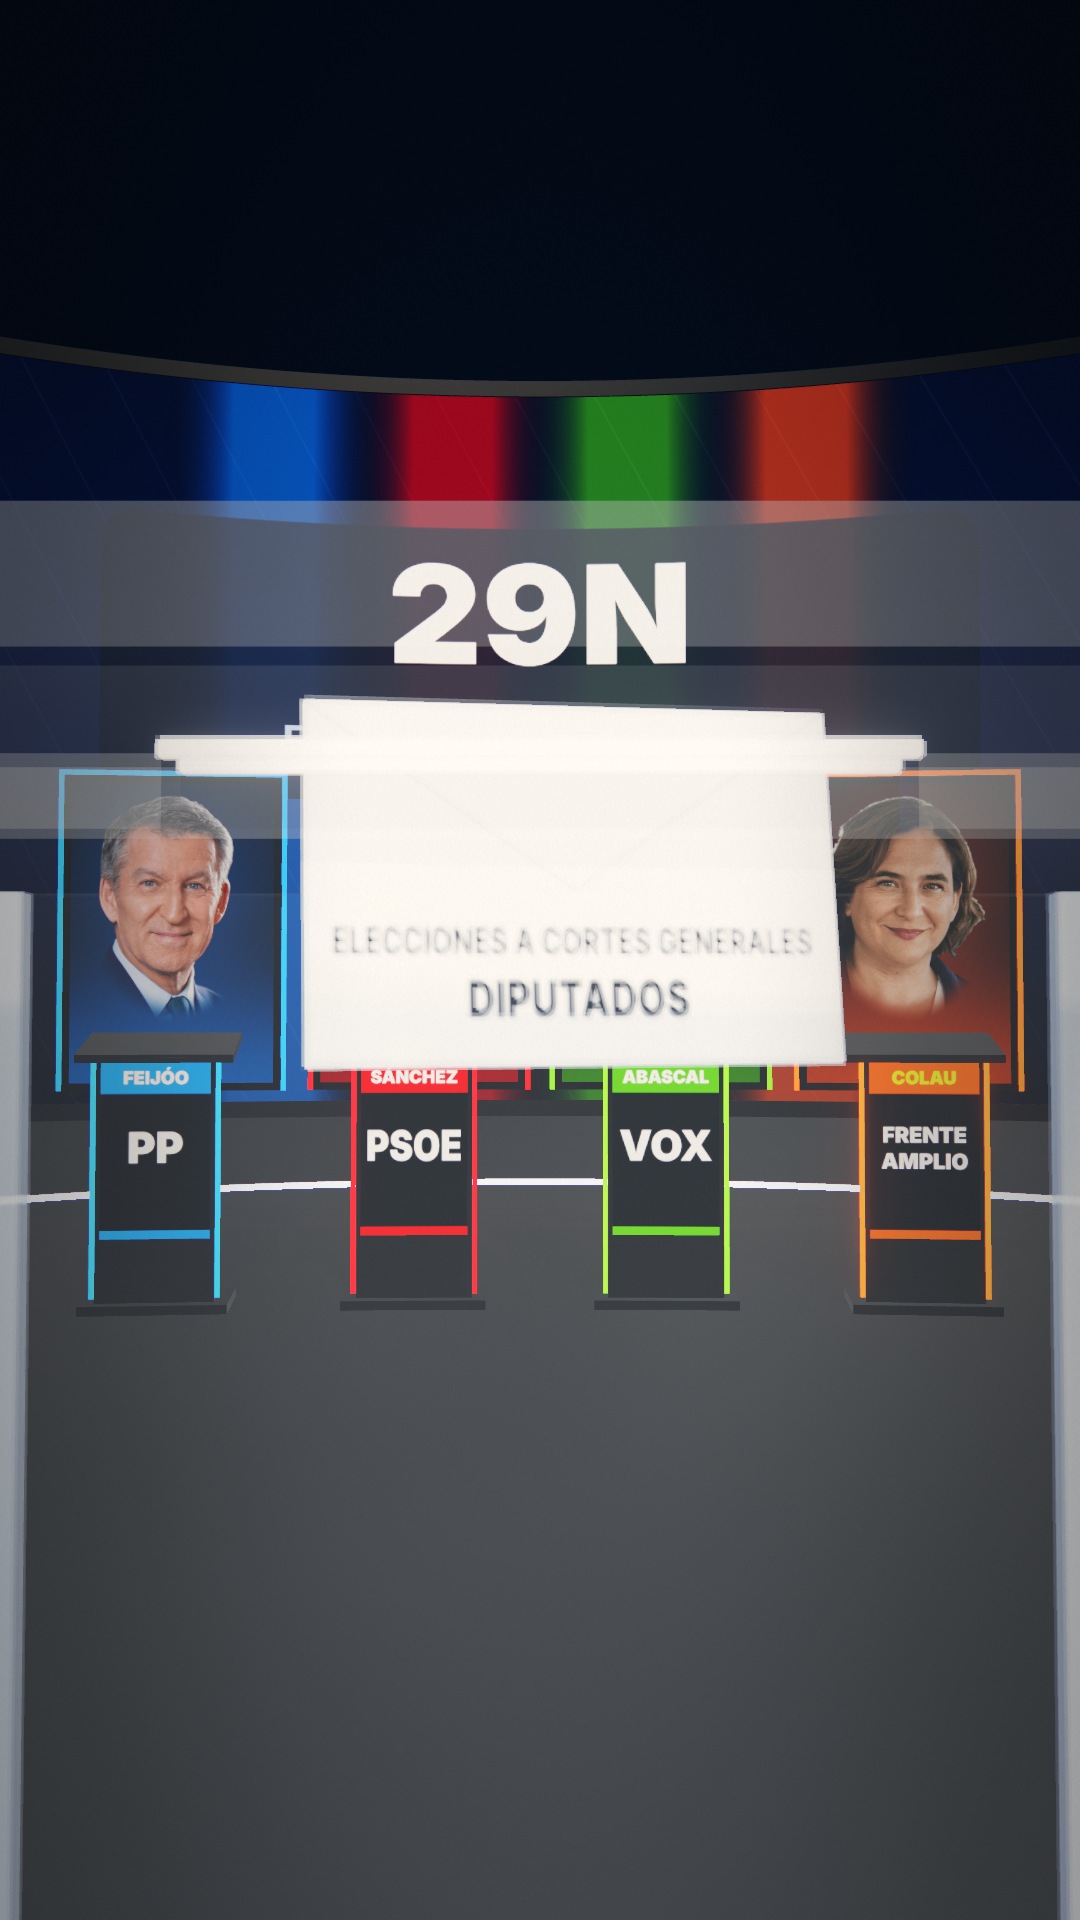 29N
ELECCIONES A CORTES GENERALES
DIPUTADOS
FEIJÓO
SÁNCHEZ
ABASCAL
COLAU
PP
PSOE
VOX
FRENTE
AMPLIO